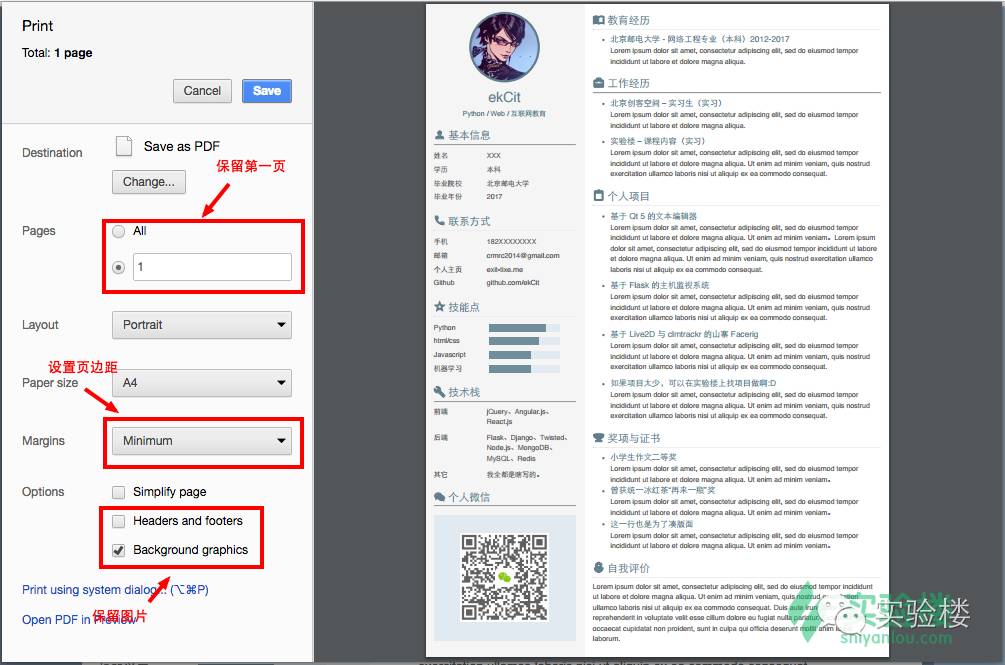 Print
Total: 1 page
Cancel
Save
Destination
Save as PDF
Change...
保留第一页
Pages
All
1
Layout
Portrait
设置页边距
Paper size
A4
Margins
Minimum
Options
Simplify page
Headers and footers
Background graphics
Print using system dialog... (⌥⌘P)
保留图片
Open PDF in Preview
ekCit
Python / Web / 互联网教育
基本信息
姓名 XXX
学历 本科
毕业院校 北京邮电大学
毕业年份 2017
联系方式
手机 182XXXXXXXX
邮箱 crmrc2014@gmail.com
个人主页 exit•lxe.me
Github github.com/ekCit
技能点
Python
html/css
Javascript
机器学习
技术栈
前端 jQuery、Angular.js、
React.js
后端 Flask、Django、Twisted、
Node.js、MongoDB、
MySQL、Redis
其它 我全都是瞎写的。
个人微信
教育经历
北京邮电大学 - 网络工程专业（本科）2012-2017
Lorem ipsum dolor sit amet, consectetur adipiscing elit, sed do eiusmod tempor
incididunt ut labore et dolore magna aliqua.
工作经历
北京创客空间 – 实习生（实习）
Lorem ipsum dolor sit amet, consectetur adipiscing elit, sed do eiusmod tempor
incididunt ut labore et dolore magna aliqua.
实验楼 – 课程内容（实习）
Lorem ipsum dolor sit amet, consectetur adipiscing elit, sed do eiusmod tempor
incididunt ut labore et dolore magna aliqua. Ut enim ad minim veniam, quis nostrud
exercitation ullamco laboris nisi ut aliquip ex ea commodo consequat.
个人项目
基于 Qt 5 的文本编辑器
Lorem ipsum dolor sit amet, consectetur adipiscing elit, sed do eiusmod tempor
incididunt ut labore et dolore magna aliqua. Ut enim ad minim veniam。Lorem ipsum
dolor sit amet, consectetur adipiscing elit, sed do eiusmod tempor incididunt ut labore
et dolore magna aliqua. Ut enim ad minim veniam, quis nostrud exercitation ullamco
laboris nisi ut aliquip ex ea commodo consequat.
基于 Flask 的主机监视系统
Lorem ipsum dolor sit amet, consectetur adipiscing elit, sed do eiusmod tempor
incididunt ut labore et dolore magna aliqua. Ut enim ad minim veniam, quis nostrud
exercitation ullamco laboris nisi ut aliquip ex ea commodo consequat.
基于 Live2D 与 clmtrackr 的山寨 Facerig
Lorem ipsum dolor sit amet, consectetur adipiscing elit, sed do eiusmod tempor
incididunt ut labore et dolore magna aliqua. Ut enim ad minim veniam, quis nostrud
exercitation ullamco laboris nisi ut aliquip ex ea commodo consequat.
如果项目太少，可以在实验楼上找项目做啊:D
Lorem ipsum dolor sit amet, consectetur adipiscing elit, sed do eiusmod tempor
incididunt ut labore et dolore magna aliqua. Ut enim ad minim veniam, quis nostrud
exercitation ullamco laboris nisi ut aliquip ex ea commodo consequat.
奖项与证书
小学生作文二等奖
Lorem ipsum dolor sit amet, consectetur adipiscing elit, sed do eiusmod tempor
incididunt ut labore et dolore magna aliqua. Ut enim ad minim veniam。
曾获统一冰红茶“再来一瓶”奖
Lorem ipsum dolor sit amet, consectetur adipiscing elit, sed do eiusmod tempor
incididunt ut labore et dolore magna aliqua. Ut enim ad minim veniam。
这一行也是为了凑版面
Lorem ipsum dolor sit amet, consectetur adipiscing elit, sed do eiusmod tempor
incididunt ut labore et dolore magna aliqua. Ut enim ad minim veniam。
自我评价
Lorem ipsum dolor sit amet, consectetur adipiscing elit, sed do eiusmod tempor incididunt
ut labore et dolore magna aliqua. Ut enim ad minim veniam, quis nostrud exercitation
ullamco laboris nisi ut aliquip ex ea commodo consequat. Duis aute irure
reprehenderit in voluptate velit esse cillum dolore eu fugiat nulla pariatur.
occaecat cupidatat non proident, sunt in culpa qui officia deserunt mollit anim id est
laborum.
实验楼
实验楼
shiyanlou.com